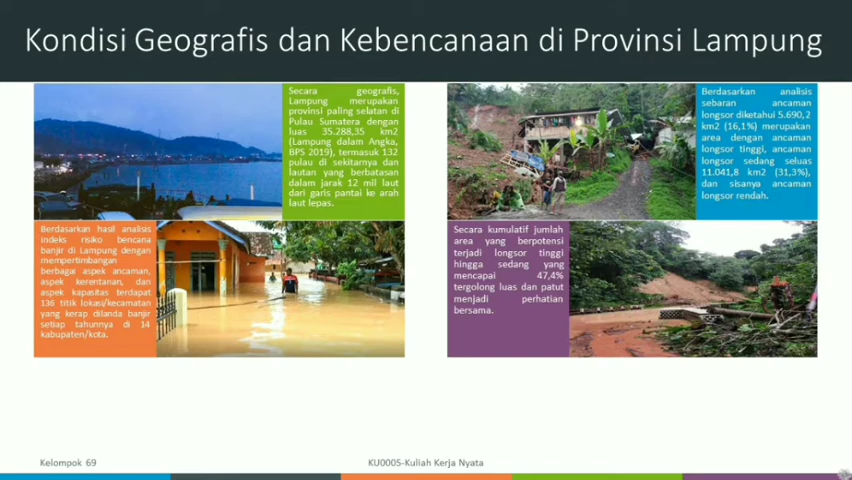 Kondisi Geografis dan Kebencanaan di Provinsi Lampung
Secara geografis,
Lampung merupakan
provinsi paling selatan di
Pulau Sumatera dengan
luas 35.288,35 km2
(Lampung dalam Angka,
BPS 2019), termasuk 132
pulau di sekitarnya dan
lautan yang berbatasan
dalam jarak 12 mil laut
dari garis pantai ke arah
laut lepas.
Berdasarkan hasil analisis
indeks risiko bencana
banjir di Lampung dengan
mempertimbangan
berbagai aspek ancaman,
aspek kerentanan, dan
aspek kapasitas terdapat
136 titik lokasi/kecamatan
yang kerap dilanda banjir
setiap tahunnya di 14
kabupaten/kota.
Berdasarkan analisis
sebaran ancaman
longsor diketahui 5.690,2
km2 (16,1%) merupakan
area dengan ancaman
longsor tinggi, ancaman
longsor sedang seluas
11.041,8 km2 (31,3%),
dan sisanya ancaman
longsor rendah.
Secara kumulatif jumlah
area yang berpotensi
terjadi longsor tinggi
hingga sedang yang
mencapai 47,4%
tergolong luas dan patut
menjadi perhatian
bersama.
Kelompok 69
KU0005-Kuliah Kerja Nyata